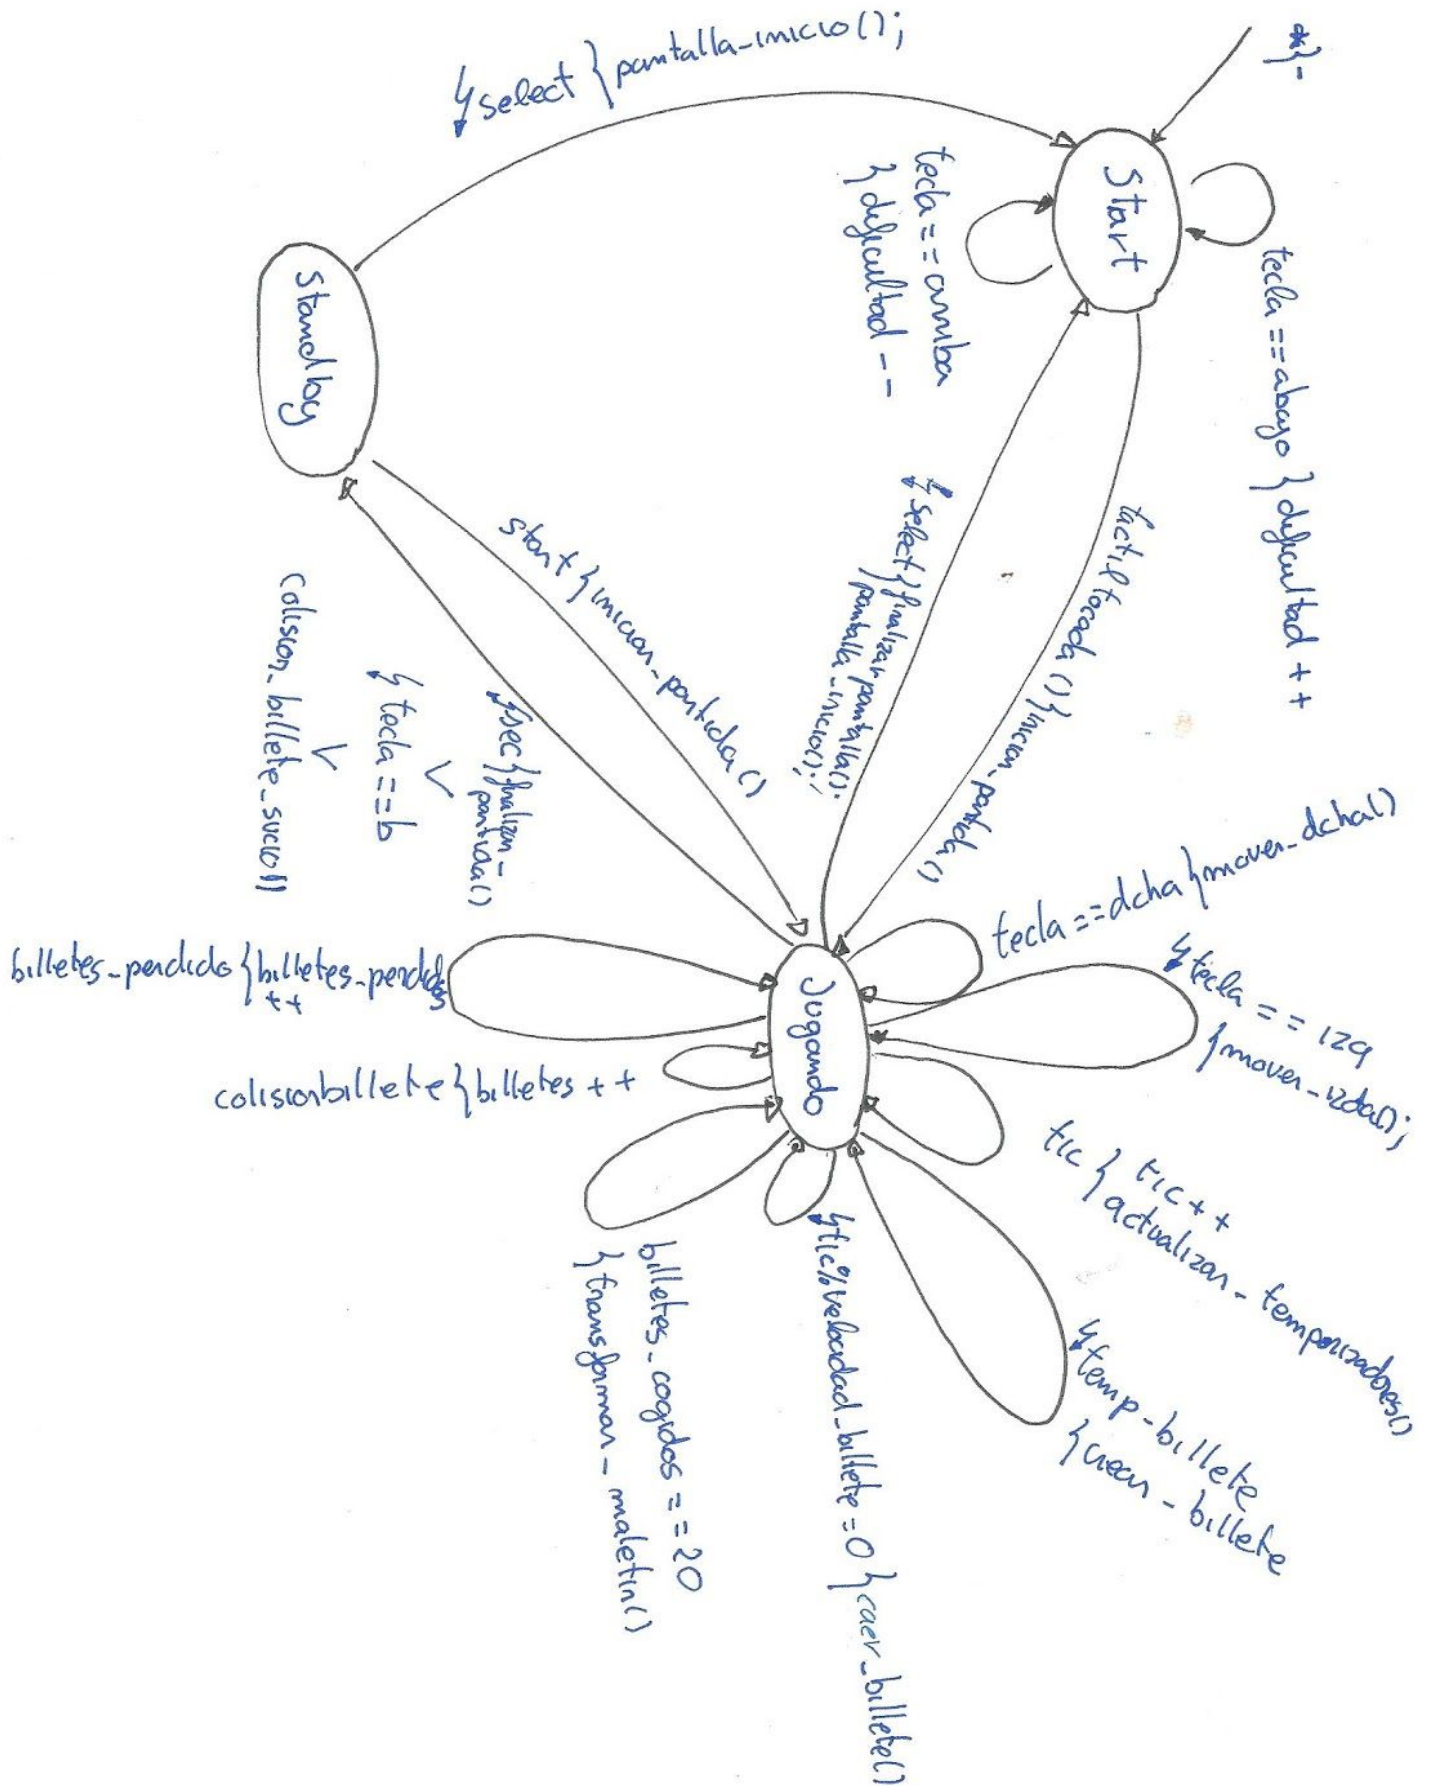 *}-
Start
tecla==abajo } dificultad ++
tecla==arriba
} dificultad --
↯select }pantalla_inicio();
Standby
start }iniciar_partida()
↯select }finalizar_pantalla();
pantalla_inicio();
tactil tocada() }iniciar_partida()
↯sec }finalizar_
partida()
∨
↯tecla==b
∨
colision_billete_sucio()
Jugando
tecla==dcha }mover_dcha()
↯tecla == izq
}mover_izda();
tic } tic++
actualizar_temporizadores()
↯temp_billete
}crear_billete
↯tic%velocidad_billete=0 }caer_billete()
billetes_cogidos==20
}transformar_maletin()
colisionbillete }billetes ++
billetes_perdido }billetes_perdidos
++